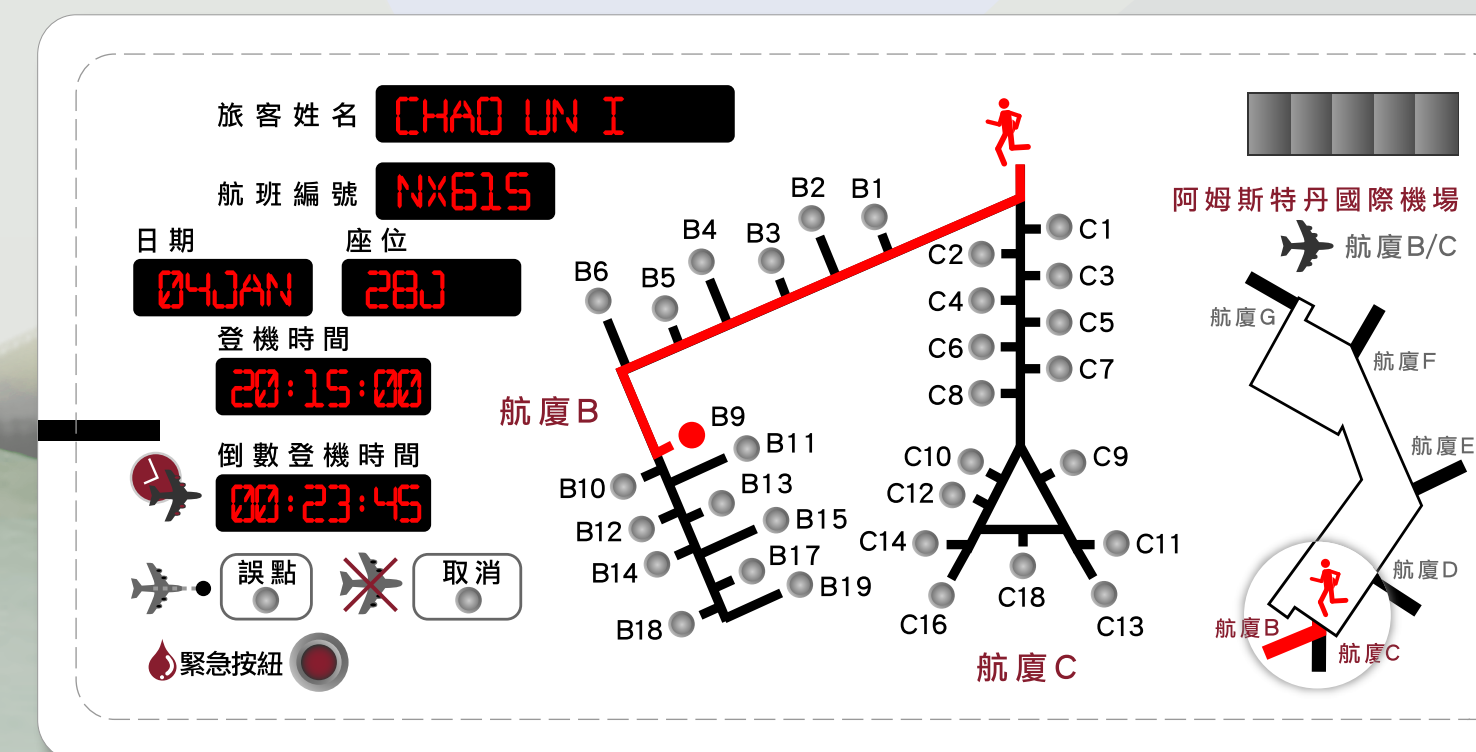 旅客姓名 CHAO UN I
航班編號 NX615
日期 座位
04JAN 28J
登機時間
20:15:00
倒數登機時間
00:23:45
誤點 取消
緊急按紐
B1
B2
B3
B4
B5
B6
航廈B
B9
B11
B10
B13
B12
B15
B14
B17
B19
B18
C1
C2
C3
C4
C5
C6
C7
C8
C10
C9
C12
C14
C11
C18
C16
C13
航廈C
阿姆斯特丹國際機場
航廈B/C
航廈G
航廈F
航廈E
航廈D
航廈B
航廈C